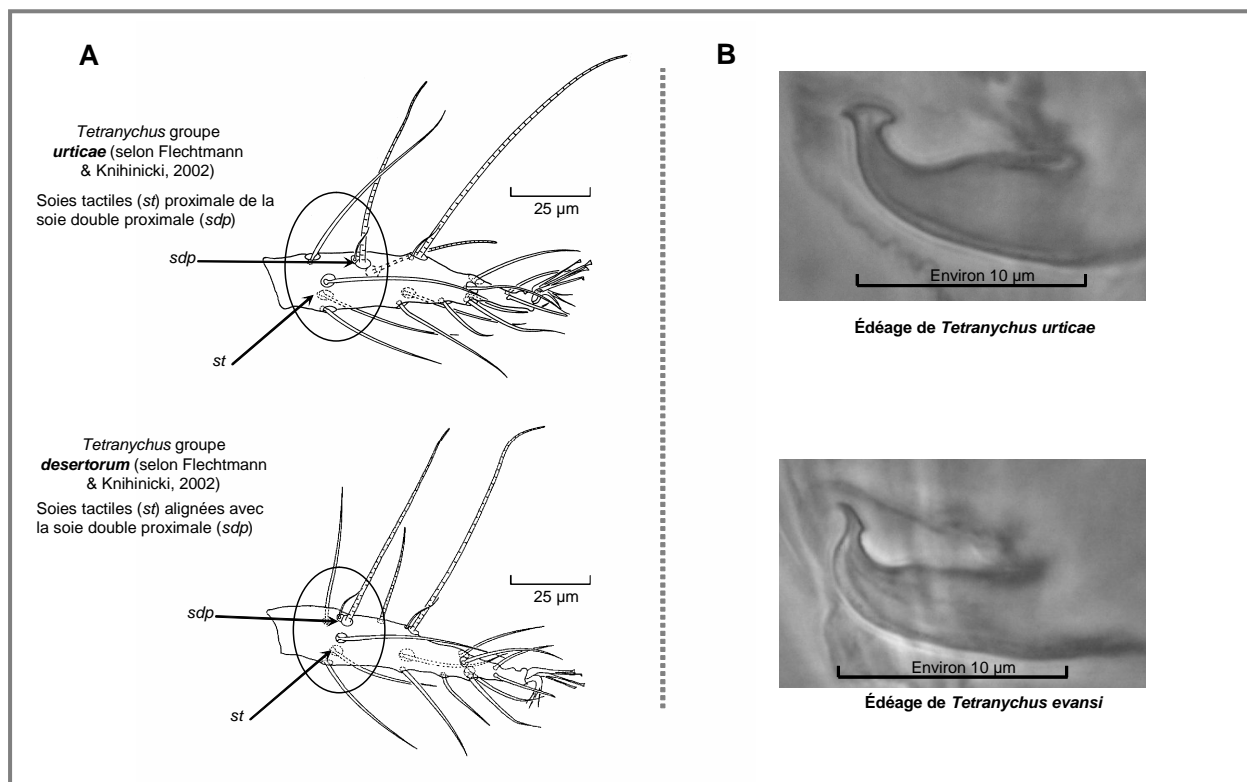 A
Tetranychus groupe
urticae (selon Flechtmann
& Knihinicki, 2002)
Soies tactiles (st) proximale de la
soie double proximale (sdp)
25 µm
sdp
st
Tetranychus groupe
desertorum (selon Flechtmann
& Knihinicki, 2002)
Soies tactiles (st) alignées avec
la soie double proximale (sdp)
25 µm
sdp
st
B
Environ 10 µm
Édéage de Tetranychus urticae
Environ 10 µm
Édéage de Tetranychus evansi